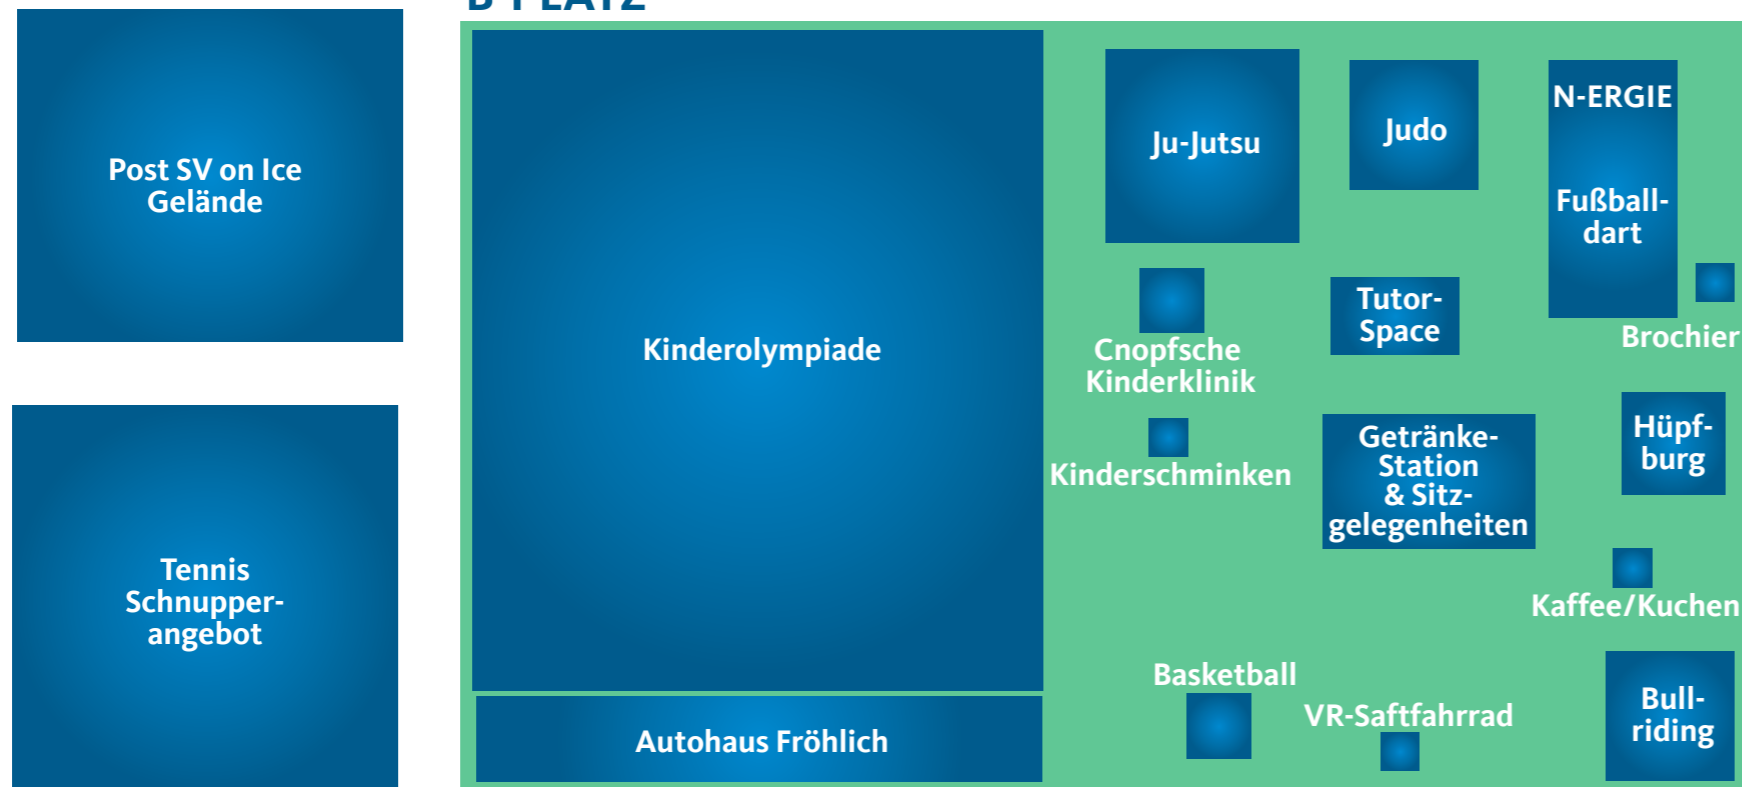 B-PLATZ
Post SV on Ice
Gelände
Tennis
Schnupper-
angebot
Kinderolympiade
Autohaus Fröhlich
Ju-Jutsu
Judo
N-ERGIE
Fußball-
dart
Cnopfsche
Kinderklinik
Tutor-
Space
Brochier
Kinderschminken
Getränke-
Station
& Sitz-
gelegenheiten
Hüpf-
burg
Kaffee/Kuchen
Basketball
VR-Saftfahrrad
Bull-
riding